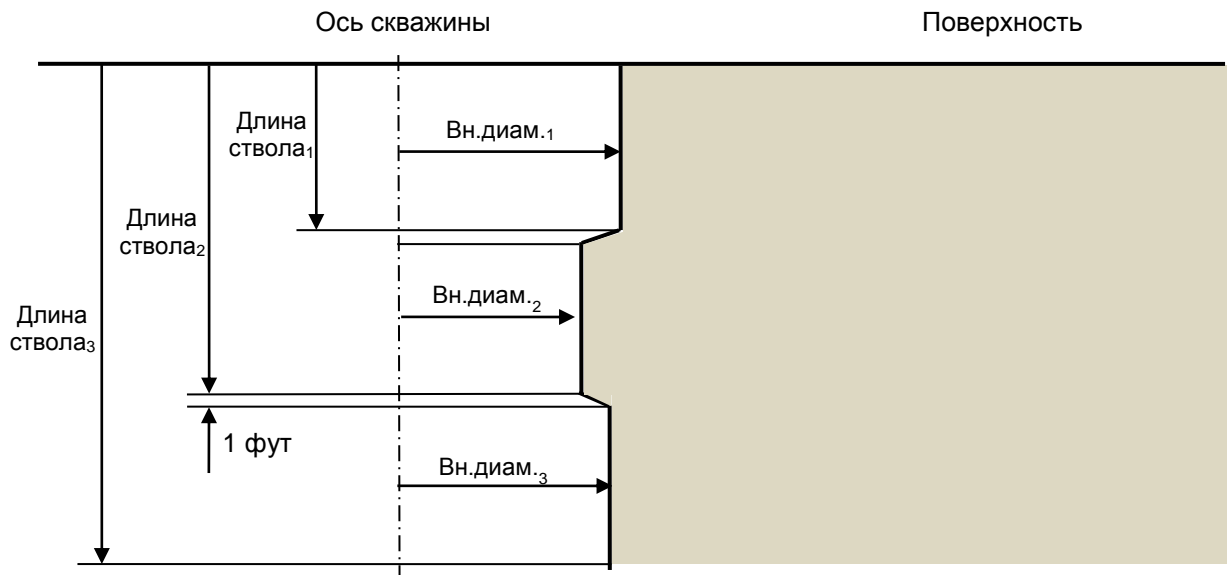 Ось скважины
Поверхность
Длина
ствола₁
Вн.диам.₁
Длина
ствола₂
Вн.диам.₂
Длина
ствола₃
1 фут
Вн.диам.₃